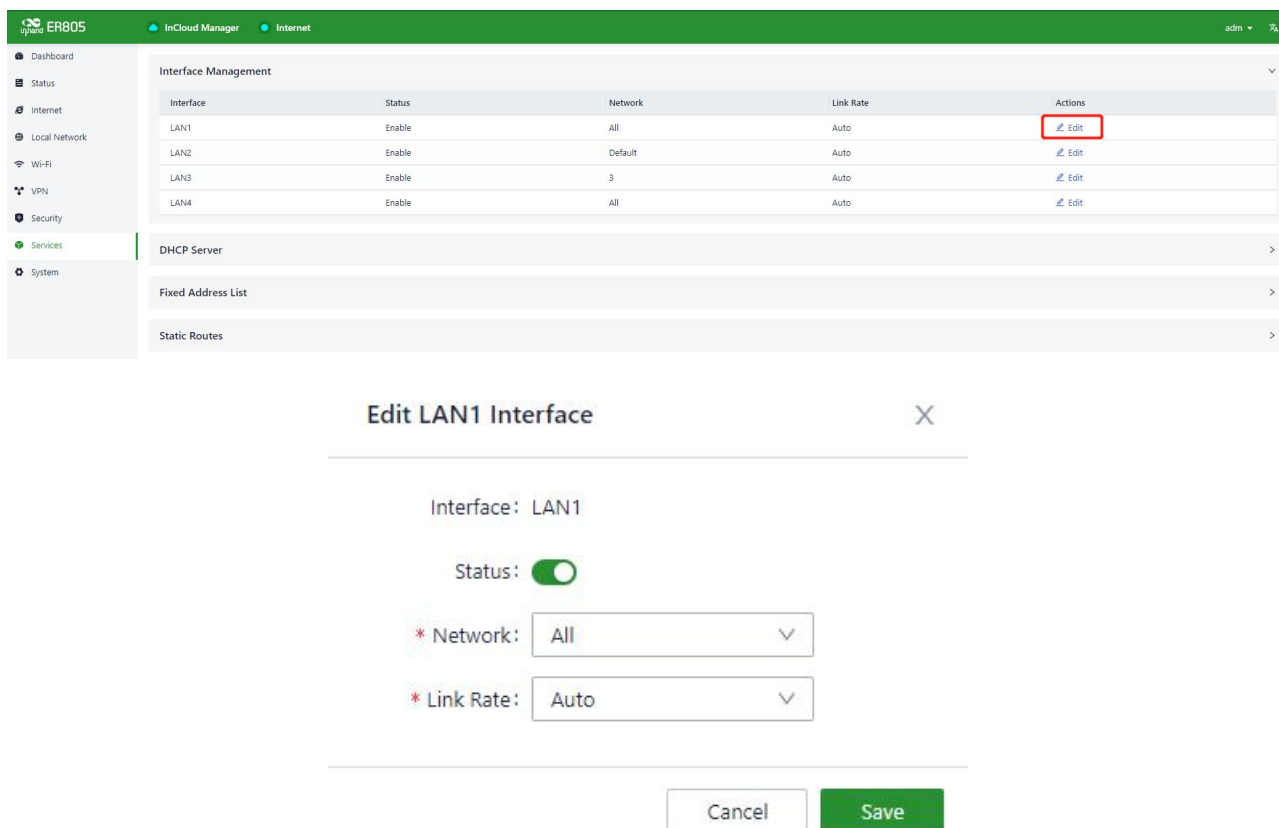 inhand ER805 InCloud Manager Internet adm
Dashboard
Status
Internet
Local Network
Wi-Fi
VPN
Security
Services
System
Interface Management
Interface Status Network Link Rate Actions
LAN1 Enable All Auto Edit
LAN2 Enable Default Auto Edit
LAN3 Enable 3 Auto Edit
LAN4 Enable All Auto Edit
DHCP Server
Fixed Address List
Static Routes
Edit LAN1 Interface X
Interface: LAN1
Status:
* Network: All
* Link Rate: Auto
Cancel Save